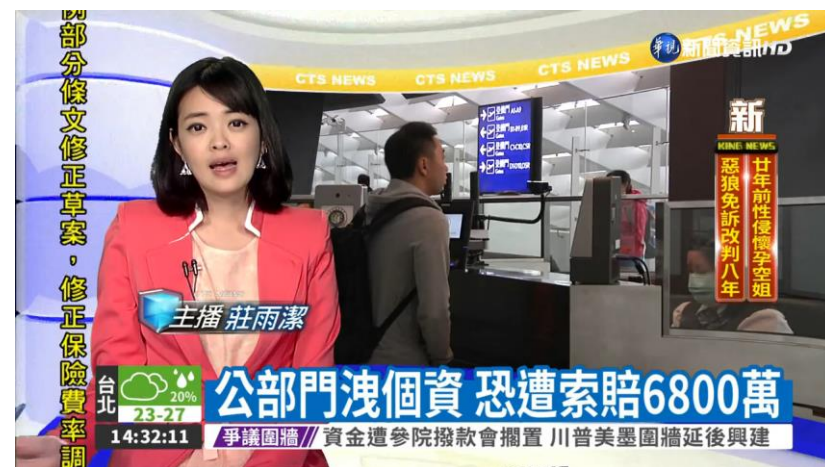 例部分條文修正草案，修正保險費率調
CTS NEWS
CTS NEWS
CTS NEWS
CTS NEWS
華視新聞資訊HD
新
KING NEWS
廿年前性侵懷孕空姐
惡狼免訴改判八年
主播 莊雨潔
台北
20%
23-27
14:32:11
公部門洩個資 恐遭索賠6800萬
爭議圍牆// 資金遭參院撥款會擱置 川普美墨圍牆延後興建